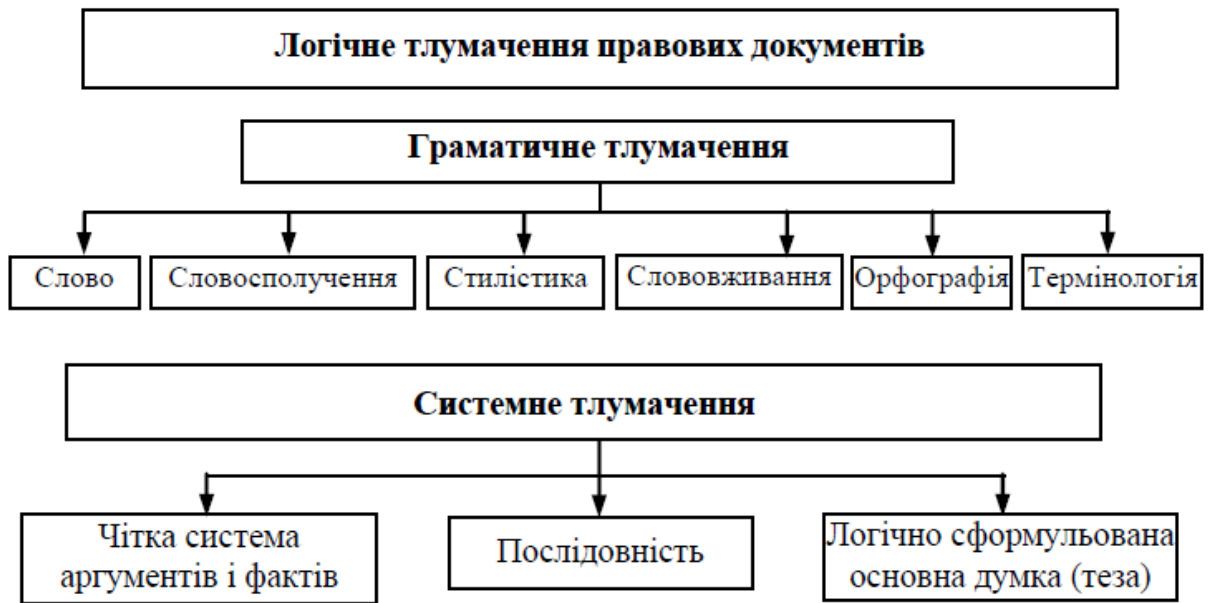 Логічне тлумачення правових документів
Граматичне тлумачення
Слово
Словосполучення
Стилістика
Слововживання
Орфографія
Термінологія
Системне тлумачення
Чітка система
аргументів і фактів
Послідовність
Логічно сформульована
основна думка (теза)